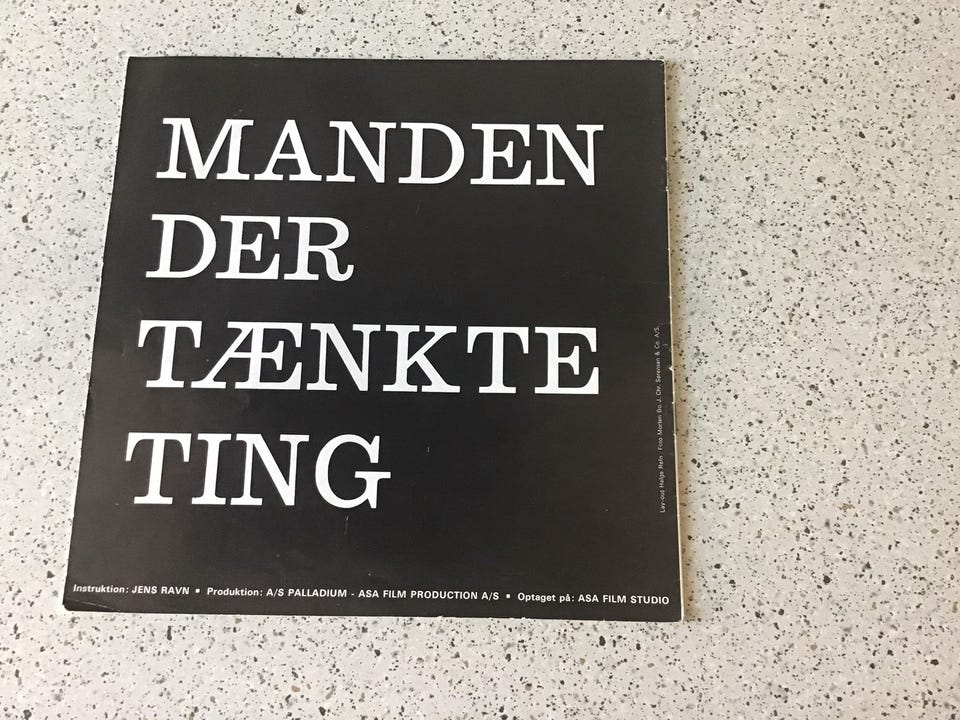 MANDEN
DER
TÆNKTE
TING
Instruktion: JENS RAVN ▪ Produktion: A/S PALLADIUM - ASA FILM PRODUCTION A/S ▪ Optaget på: ASA FILM STUDIO
Lay-out Helge Refn · Foto Morten Bo. J. Chr. Sørensen & Co. A/S.